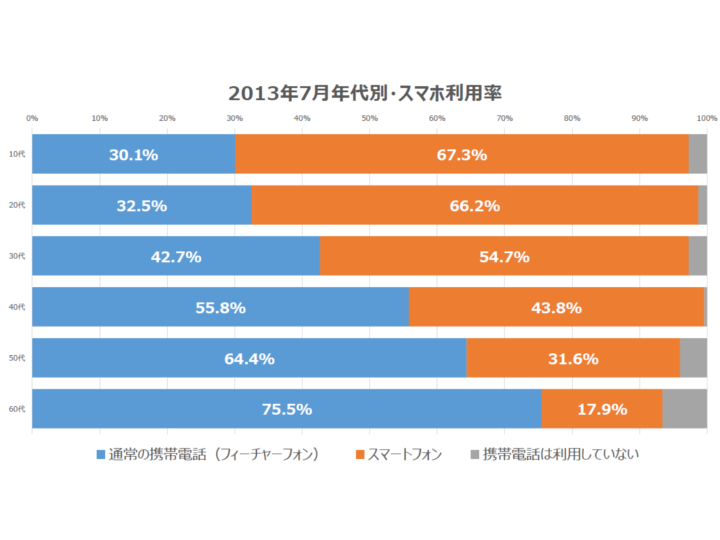 2013年7月年代別・スマホ利用率
0% 10% 20% 30% 40% 50% 60% 70% 80% 90% 100%
10代 30.1% 67.3%
20代 32.5% 66.2%
30代 42.7% 54.7%
40代 55.8% 43.8%
50代 64.4% 31.6%
60代 75.5% 17.9%
通常の携帯電話（フィーチャーフォン） スマートフォン 携帯電話は利用していない